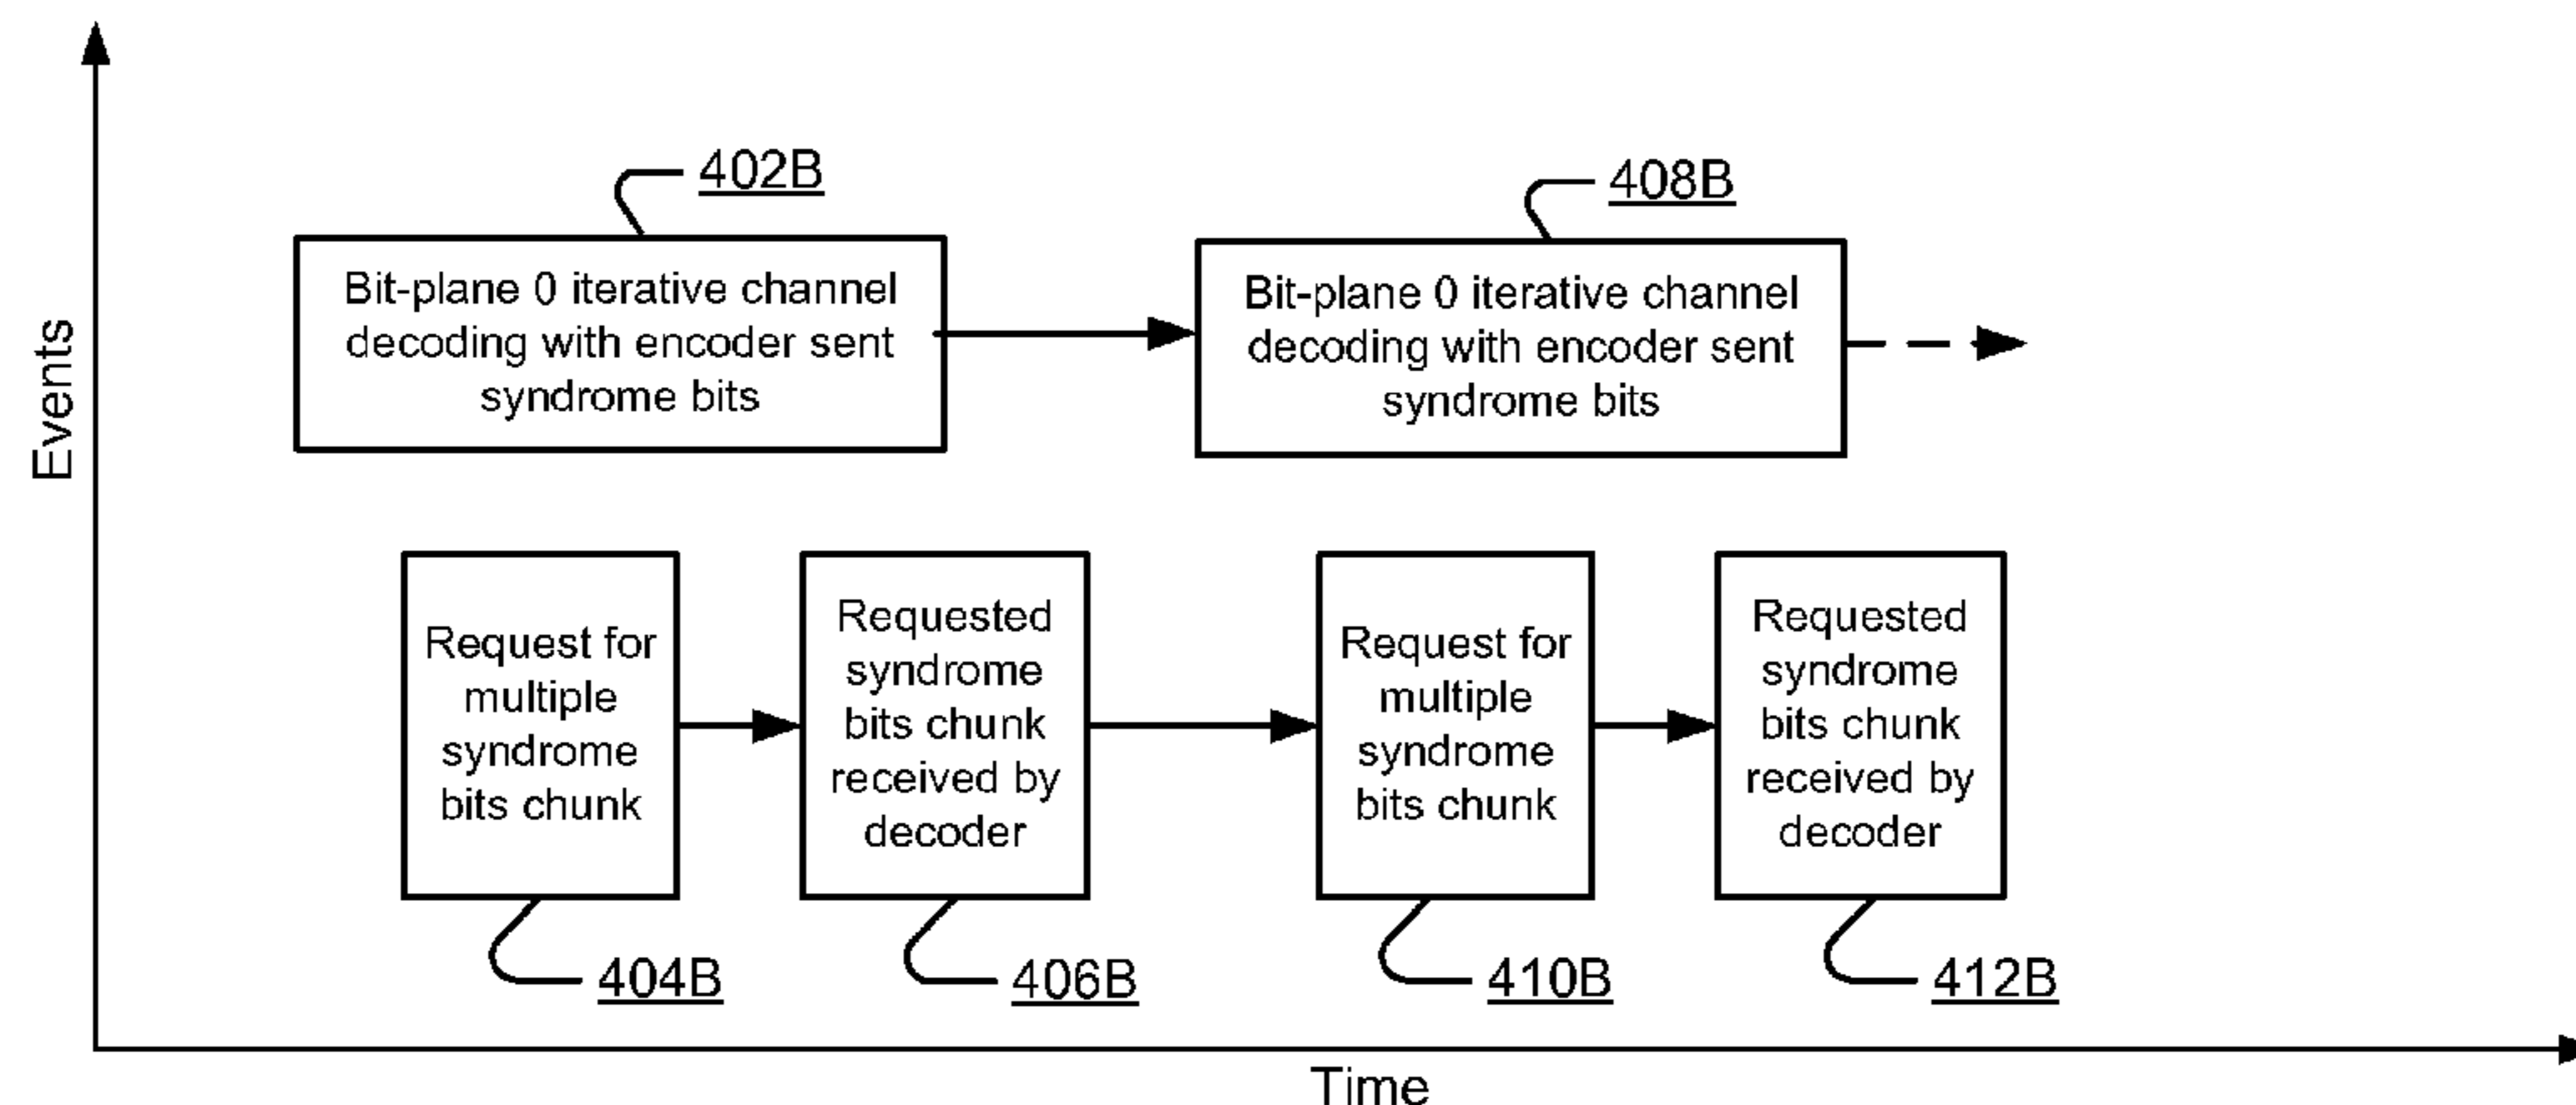 402B
408B
Bit-plane 0 iterative channel
decoding with encoder sent
syndrome bits
Bit-plane 0 iterative channel
decoding with encoder sent
syndrome bits
Events
Request for
multiple
syndrome
bits chunk
Requested
syndrome
bits chunk
received by
decoder
Request for
multiple
syndrome
bits chunk
Requested
syndrome
bits chunk
received by
decoder
404B
406B
410B
412B
Time